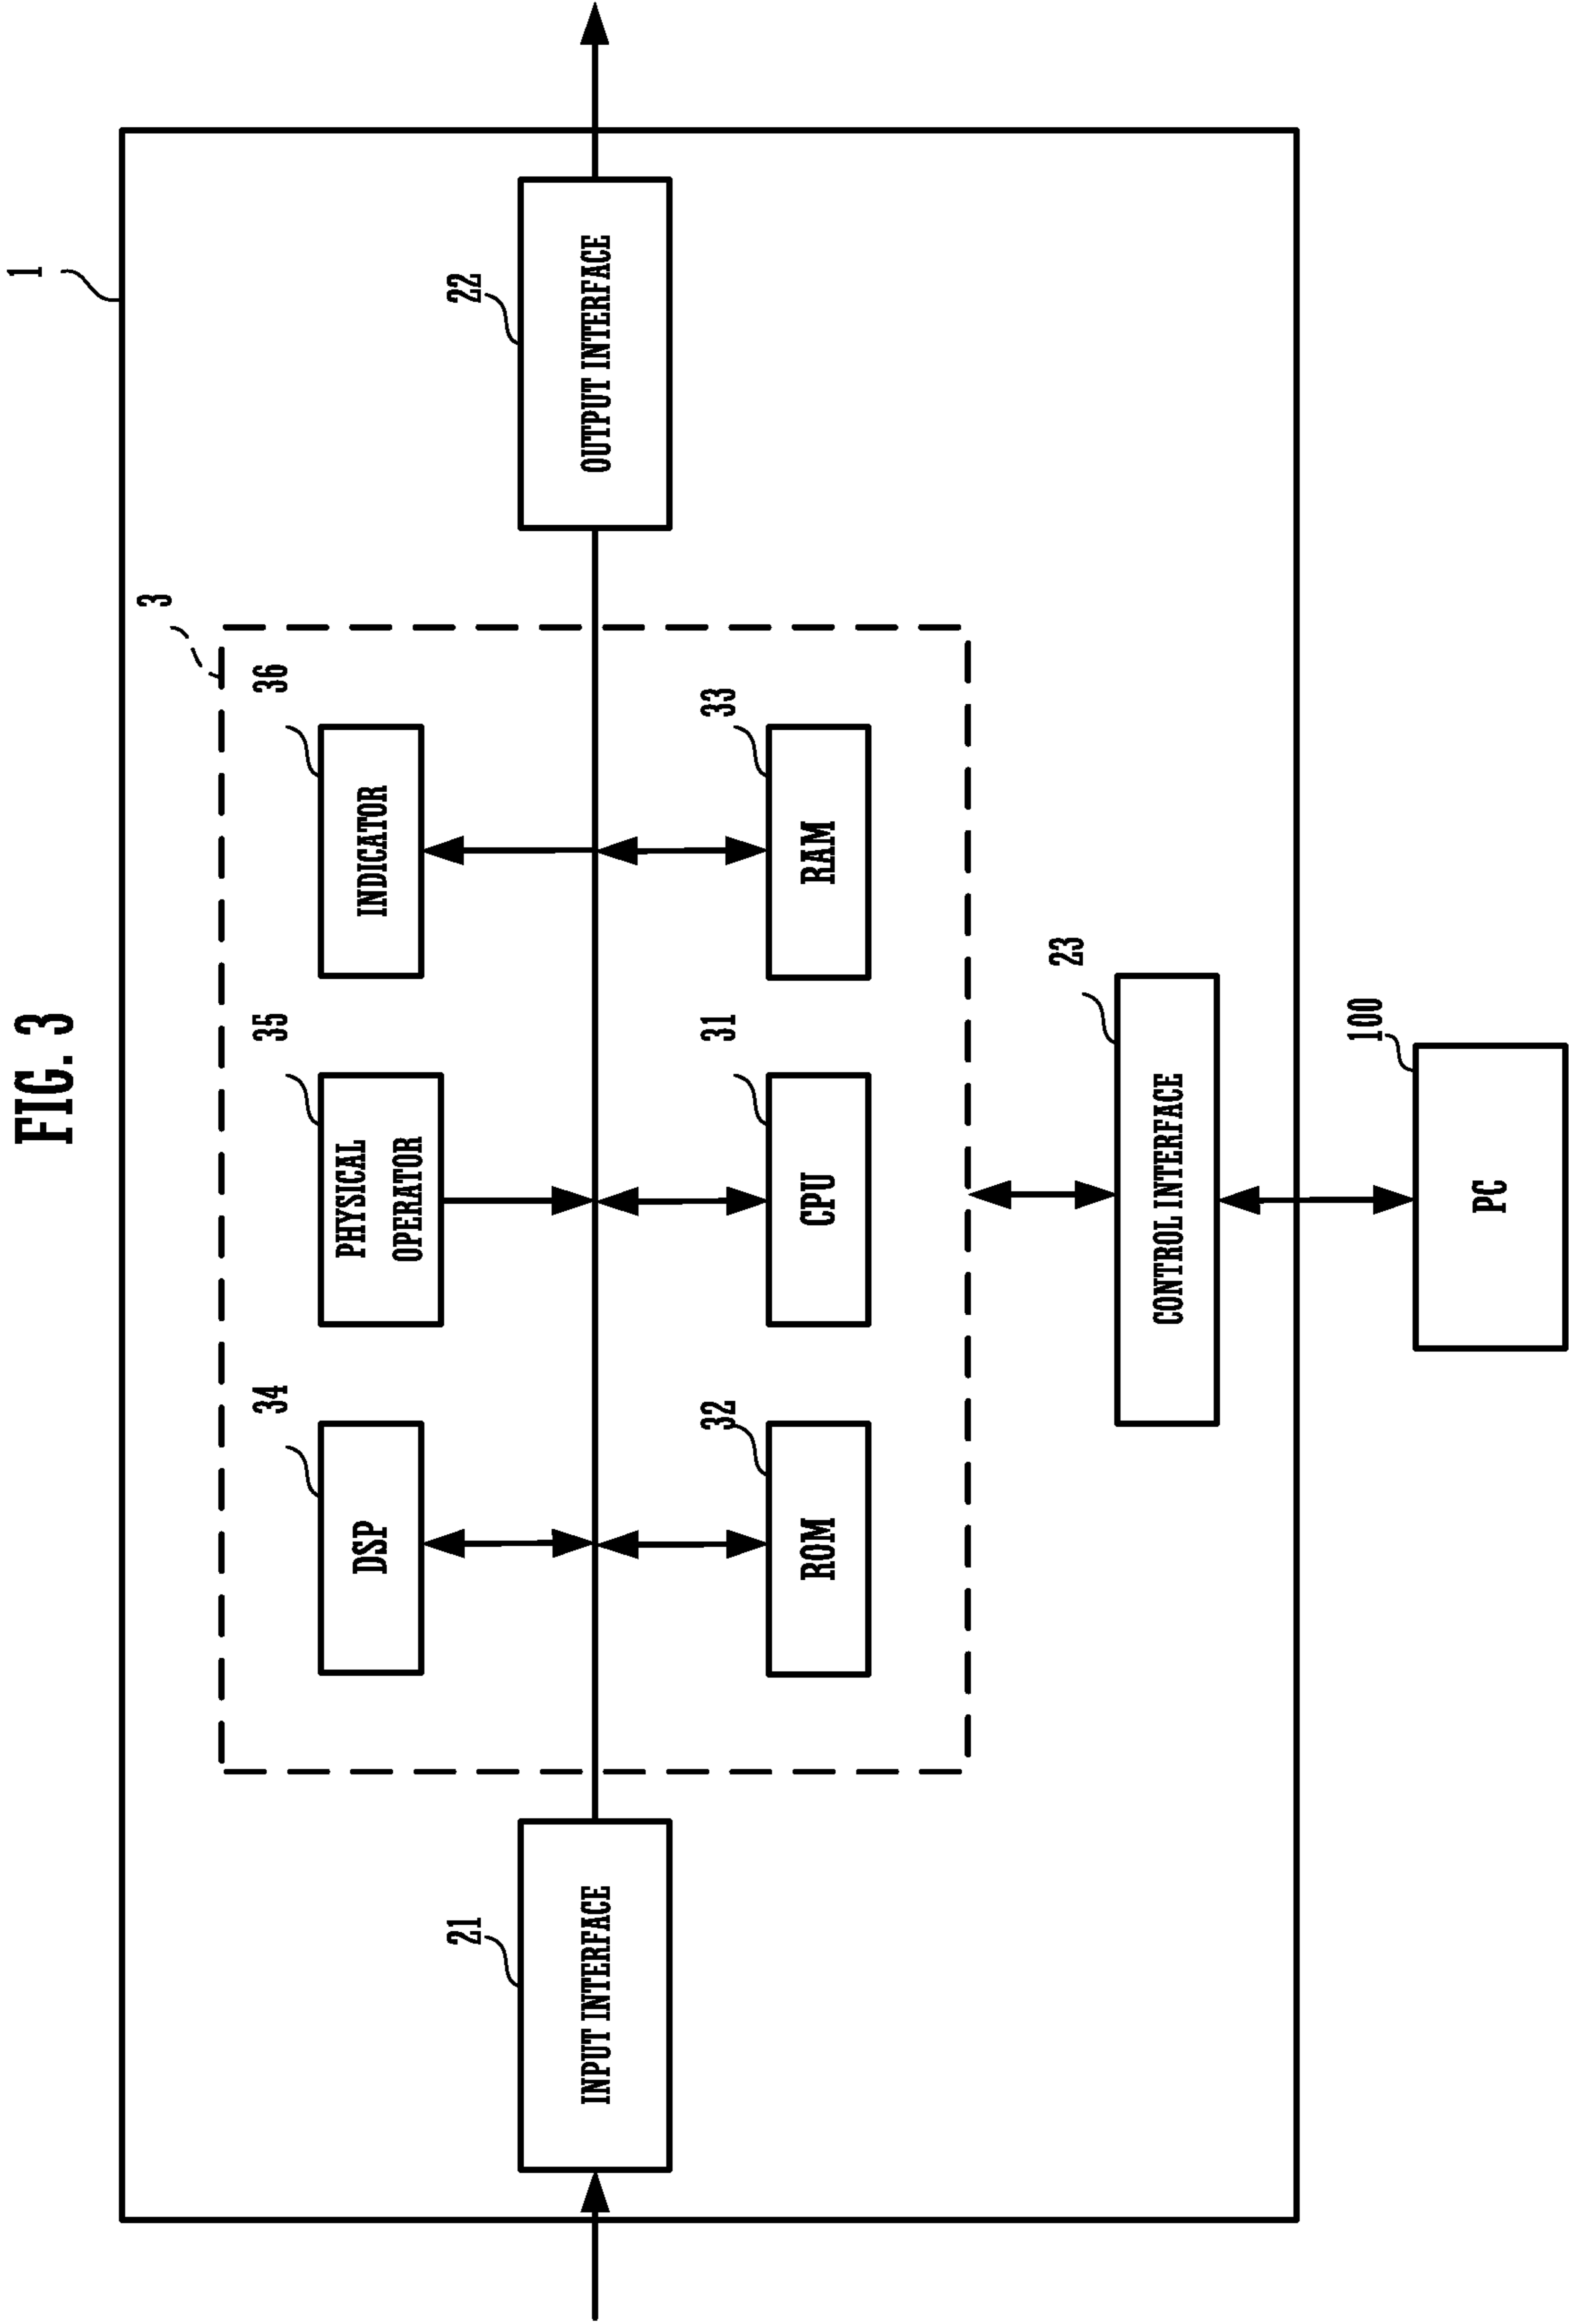 FIG. 3
1
3
34
35
36
DSP
PHYSICAL
OPERATOR
INDICATOR
21
22
INPUT INTERFACE
OUTPUT INTERFACE
32
31
33
ROM
CPU
RAM
23
CONTROL INTERFACE
100
PC